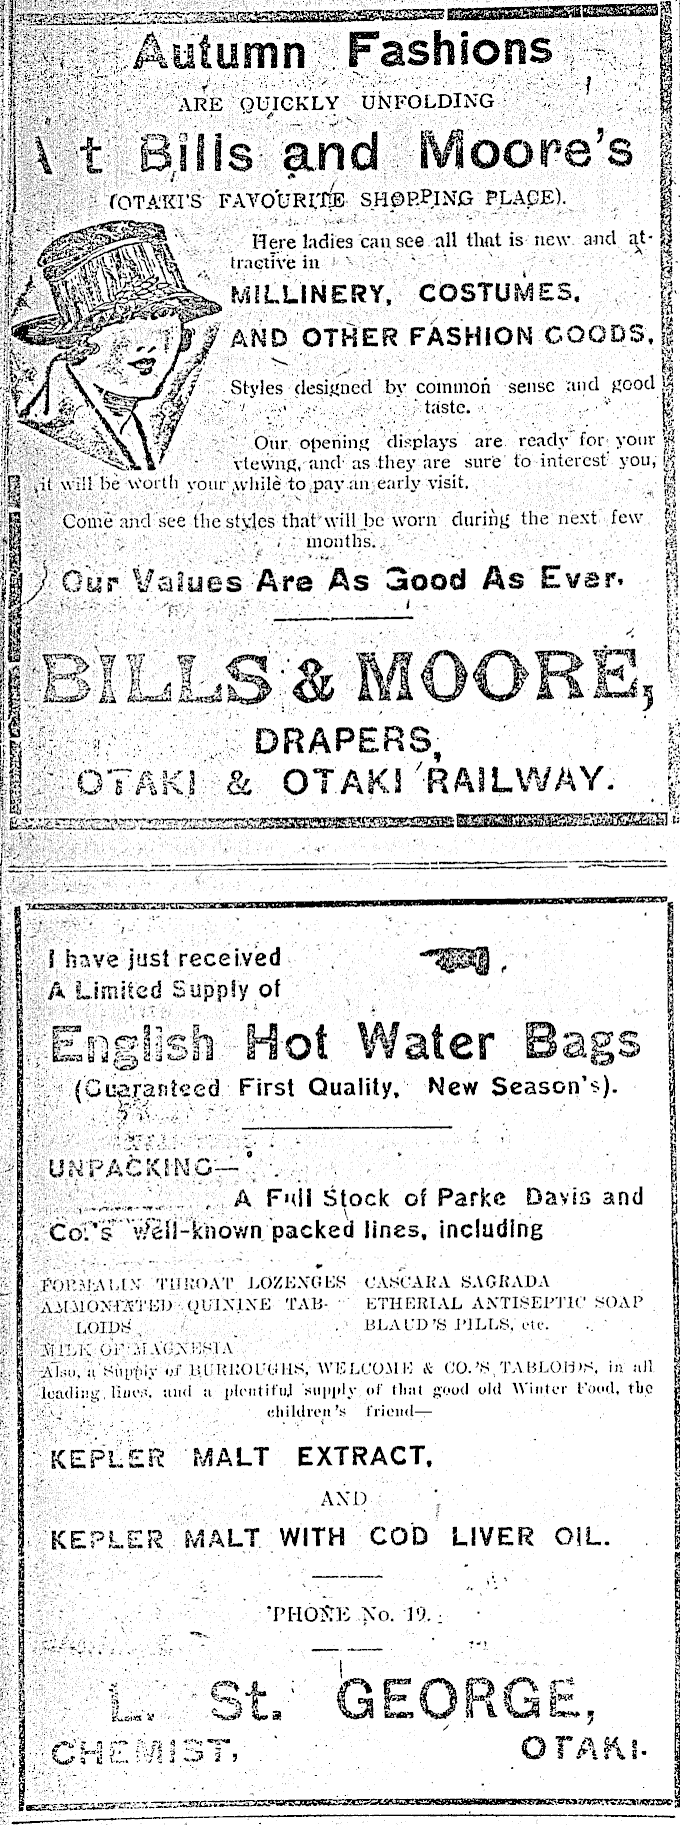 Autumn Fashions
ARE QUICKLY UNFOLDING
At Bills and Moore's
(OTAKI'S FAVOURITE SHOPPING PLACE).
Here ladies can see all that is new and at-
tractive in
MILLINERY, COSTUMES,
AND OTHER FASHION GOODS,
Styles designed by common sense and good
taste.
Our opening displays are ready for your
vtewng, and as they are sure to interest you,
it will be worth your while to pay an early visit.
Come and see the styles that will be worn during the next few
months.
Our Values Are As Good As Ever.
BILLS & MOORE,
DRAPERS,
OTAKI & OTAKI RAILWAY.
I have just received
A Limited Supply of
English Hot Water Bags
(Guaranteed First Quality, New Season's).
UNPACKING—
A Full Stock of Parke Davis and
Co.'s well-known packed lines, including
FORMALIN THROAT LOZENGES CASCARA SAGRADA
AMMONIATED QUININE TAB- ETHERIAL ANTISEPTIC SOAP
LOIDS BLAUD'S PILLS, etc.
MILK OF MAGNESIA
Also, a Supply of BURROUGHS, WELCOME & CO.'S TABLOIDS, in all
leading lines, and a plentiful supply of that good old Winter Food, the
children's friend—
KEPLER MALT EXTRACT,
AND
KEPLER MALT WITH COD LIVER OIL.
'PHONE No. 19.
L. St. GEORGE,
CHEMIST, OTAKI.